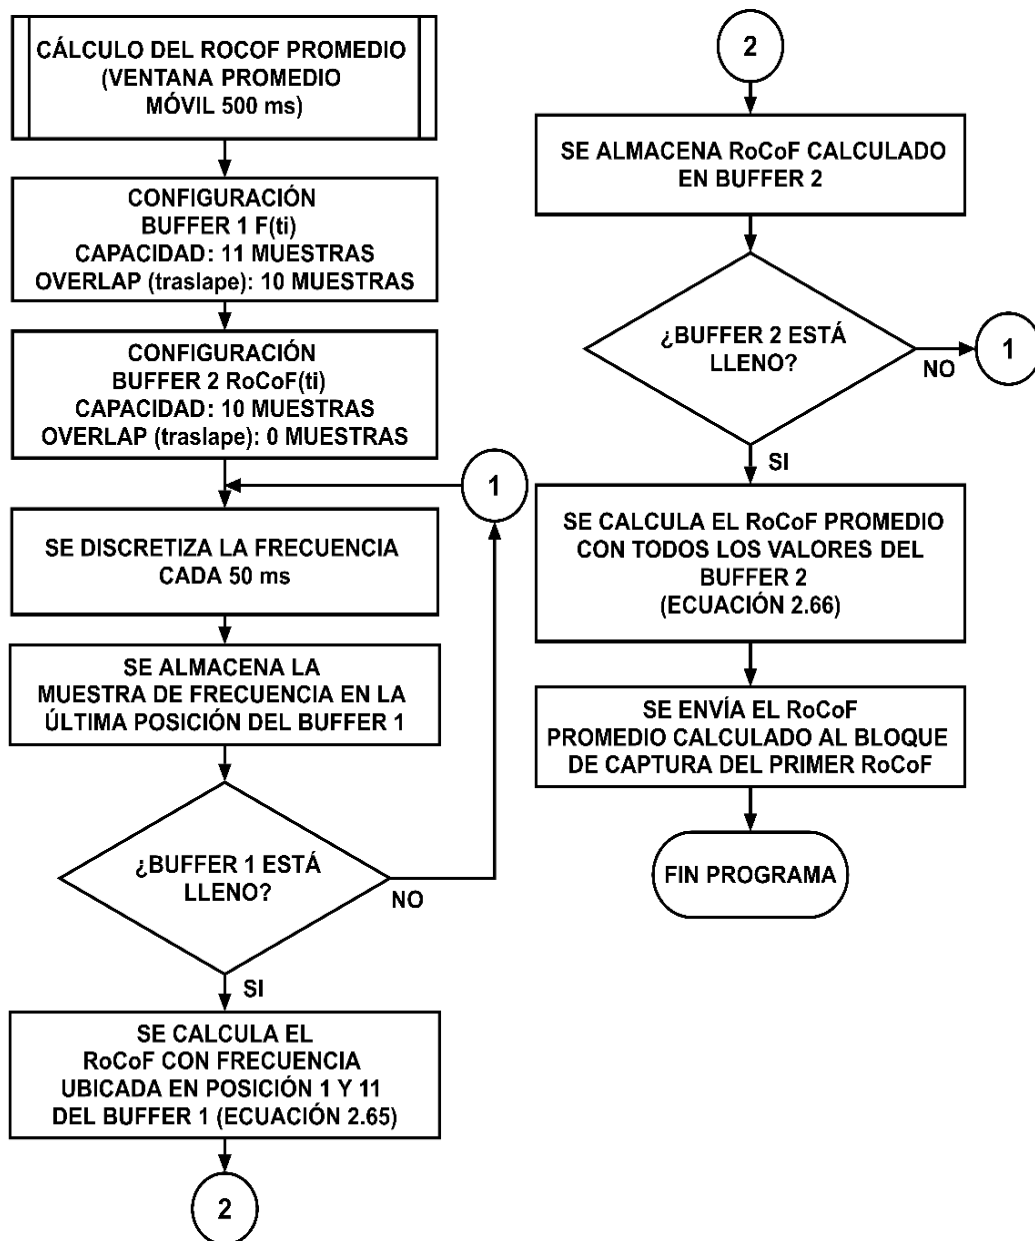 CÁLCULO DEL ROCOF PROMEDIO
(VENTANA PROMEDIO
MÓVIL 500 ms)
CONFIGURACIÓN
BUFFER 1 F(ti)
CAPACIDAD: 11 MUESTRAS
OVERLAP (traslape): 10 MUESTRAS
CONFIGURACIÓN
BUFFER 2 RoCoF(ti)
CAPACIDAD: 10 MUESTRAS
OVERLAP (traslape): 0 MUESTRAS
1
SE DISCRETIZA LA FRECUENCIA
CADA 50 ms
SE ALMACENA LA
MUESTRA DE FRECUENCIA EN LA
ÚLTIMA POSICIÓN DEL BUFFER 1
¿BUFFER 1 ESTÁ
LLENO?
NO
SI
SE CALCULA EL
RoCoF CON FRECUENCIA
UBICADA EN POSICIÓN 1 Y 11
DEL BUFFER 1 (ECUACIÓN 2.65)
2
2
SE ALMACENA RoCoF CALCULADO
EN BUFFER 2
¿BUFFER 2 ESTÁ
LLENO?
NO
1
SI
SE CALCULA EL RoCoF PROMEDIO
CON TODOS LOS VALORES DEL
BUFFER 2
(ECUACIÓN 2.66)
SE ENVÍA EL RoCoF
PROMEDIO CALCULADO AL BLOQUE
DE CAPTURA DEL PRIMER RoCoF
FIN PROGRAMA